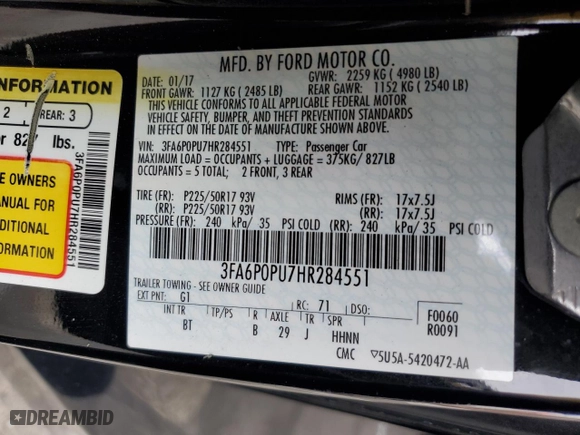 INFORMATION
2
REAR: 3
lbs.
OWNERS
MANUAL FOR
ADDITIONAL
INFORMATION
3FA6P0PU7HR284551
MFD. BY FORD MOTOR CO.
DATE: 01/17
GVWR: 2259 KG ( 4980 LB)
FRONT GAWR: 1127 KG ( 2485 LB)
REAR GAWR: 1152 KG ( 2540 LB)
THIS VEHICLE CONFORMS TO ALL APPLICABLE FEDERAL MOTOR
VEHICLE SAFETY, BUMPER, AND THEFT PREVENTION STANDARDS
IN EFFECT ON THE DATE OF MANUFACTURE SHOWN ABOVE.
VIN: 3FA6P0PU7HR284551
TYPE: Passenger Car
MAXIMUM LOAD = OCCUPANTS + LUGGAGE = 375KG/ 827LB
OCCUPANTS = 5 TOTAL; 2 FRONT, 3 REAR
TIRE (FR): P225/50R17 93V RIMS (FR): 17x7.5J
(RR): P225/50R17 93V (RR): 17x7.5J
PRESSURE (FR): 240 kPa/ 35 PSI COLD (RR): 240 kPa/ 35 PSI COLD
3FA6P0PU7HR284551
TRAILER TOWING - SEE OWNER GUIDE
EXT PNT: G1 RC: 71 DSO:
F0060
R0091
INT TR TP/PS R AXLE TR SPR
BT B 29 J HHNN
CMC
5U5A-5420472-AA
DREAMBID